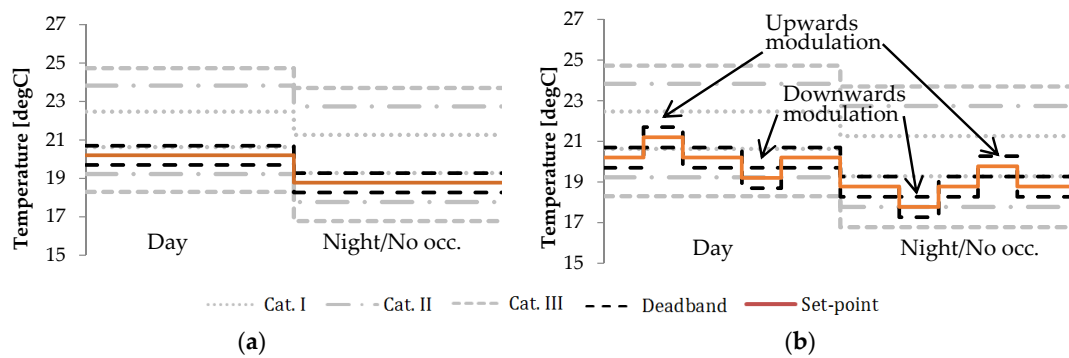 Temperature [degC]
27
25
23
21
19
17
15
Day
Night/No occ.
Temperature [degC]
27
25
23
21
19
17
15
Upwards
modulation
Downwards
modulation
Day
Night/No occ.
Cat. I
Cat. II
Cat. III
Deadband
Set-point
(a)
(b)